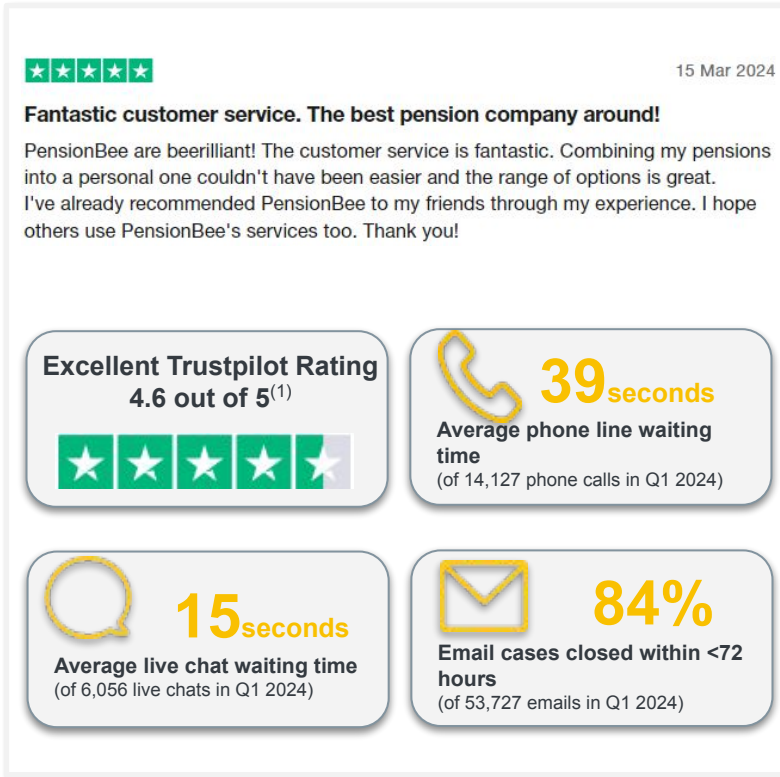 15 Mar 2024
Fantastic customer service. The best pension company around!
PensionBee are beerilliant! The customer service is fantastic. Combining my pensions
into a personal one couldn't have been easier and the range of options is great.
I've already recommended PensionBee to my friends through my experience. I hope
others use PensionBee's services too. Thank you!
Excellent Trustpilot Rating
4.6 out of 5(1)
39 seconds
Average phone line waiting
time
(of 14,127 phone calls in Q1 2024)
15 seconds
Average live chat waiting time
(of 6,056 live chats in Q1 2024)
84%
Email cases closed within <72
hours
(of 53,727 emails in Q1 2024)